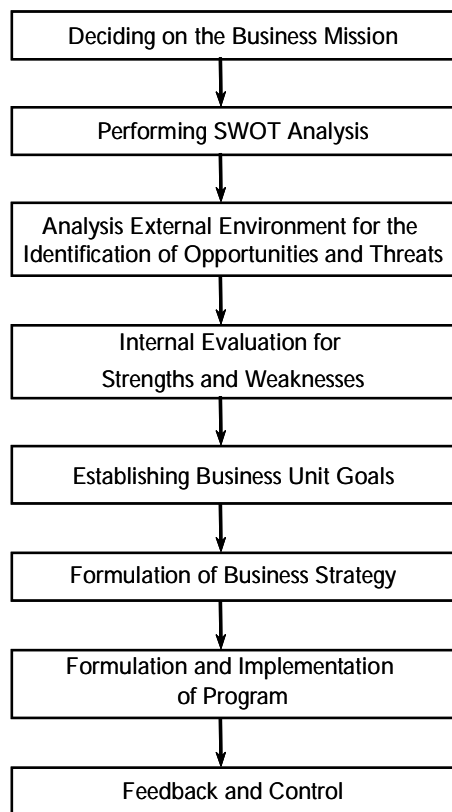 Deciding on the Business Mission
Performing SWOT Analysis
Analysis External Environment for the
Identification of Opportunities and Threats
Internal Evaluation for
Strengths and Weaknesses
Establishing Business Unit Goals
Formulation of Business Strategy
Formulation and Implementation
of Program
Feedback and Control